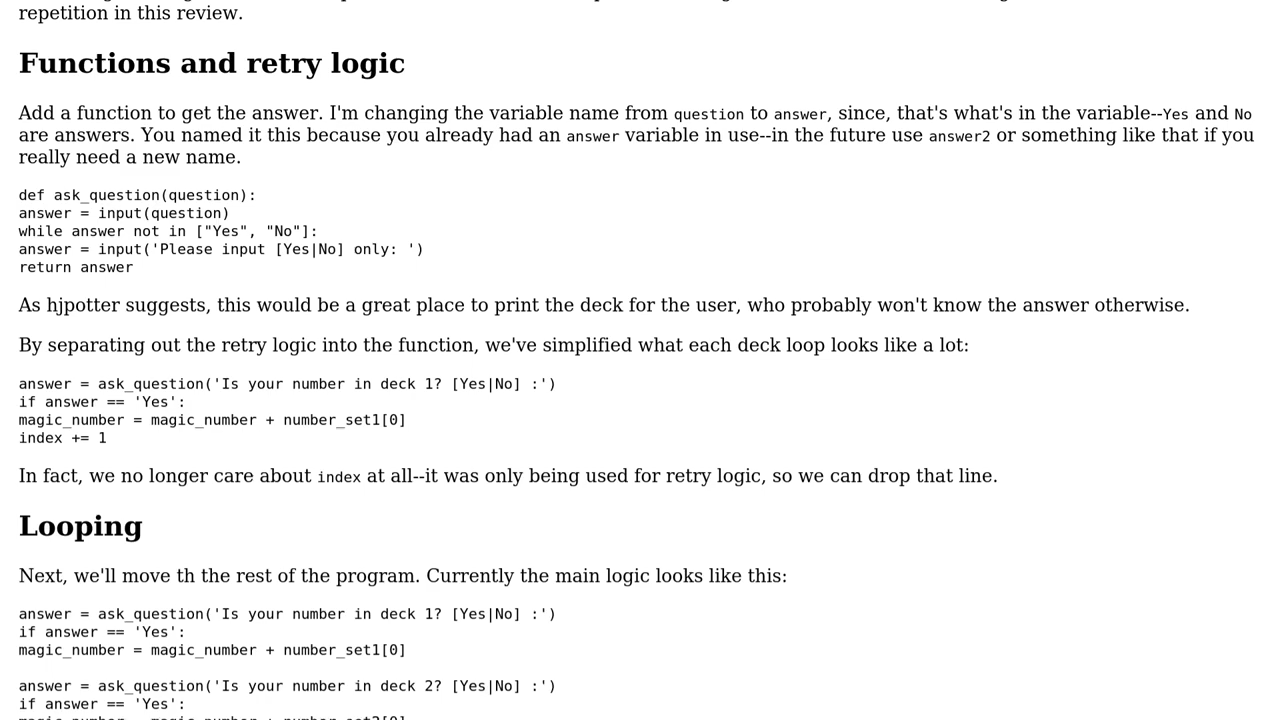 repetition in this review.
Functions and retry logic
Add a function to get the answer. I'm changing the variable name from question to answer, since, that's what's in the variable--Yes and No
are answers. You named it this because you already had an answer variable in use--in the future use answer2 or something like that if you
really need a new name.
def ask_question(question):
answer = input(question)
while answer not in ["Yes", "No"]:
answer = input('Please input [Yes|No] only: ')
return answer
As hjpotter suggests, this would be a great place to print the deck for the user, who probably won't know the answer otherwise.
By separating out the retry logic into the function, we've simplified what each deck loop looks like a lot:
answer = ask_question('Is your number in deck 1? [Yes|No] :')
if answer == 'Yes':
magic_number = magic_number + number_set1[0]
index += 1
In fact, we no longer care about index at all--it was only being used for retry logic, so we can drop that line.
Looping
Next, we'll move th the rest of the program. Currently the main logic looks like this:
answer = ask_question('Is your number in deck 1? [Yes|No] :')
if answer == 'Yes':
magic_number = magic_number + number_set1[0]
answer = ask_question('Is your number in deck 2? [Yes|No] :')
if answer == 'Yes':